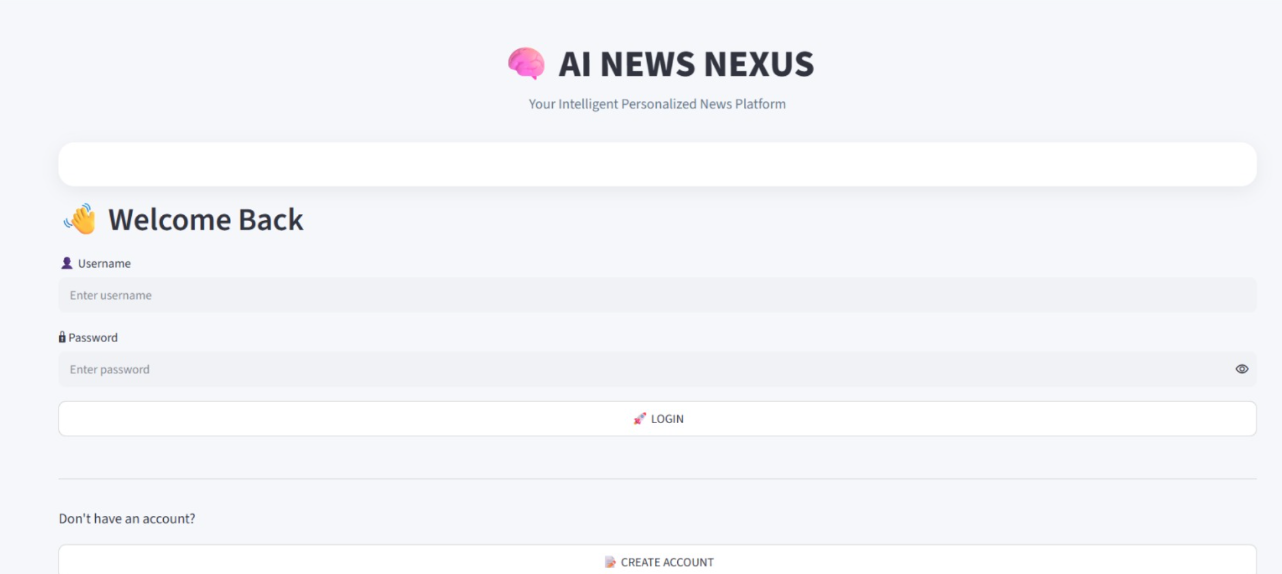 AI NEWS NEXUS
Your Intelligent Personalized News Platform
Welcome Back
Username
Enter username
Password
Enter password
LOGIN
Don't have an account?
CREATE ACCOUNT